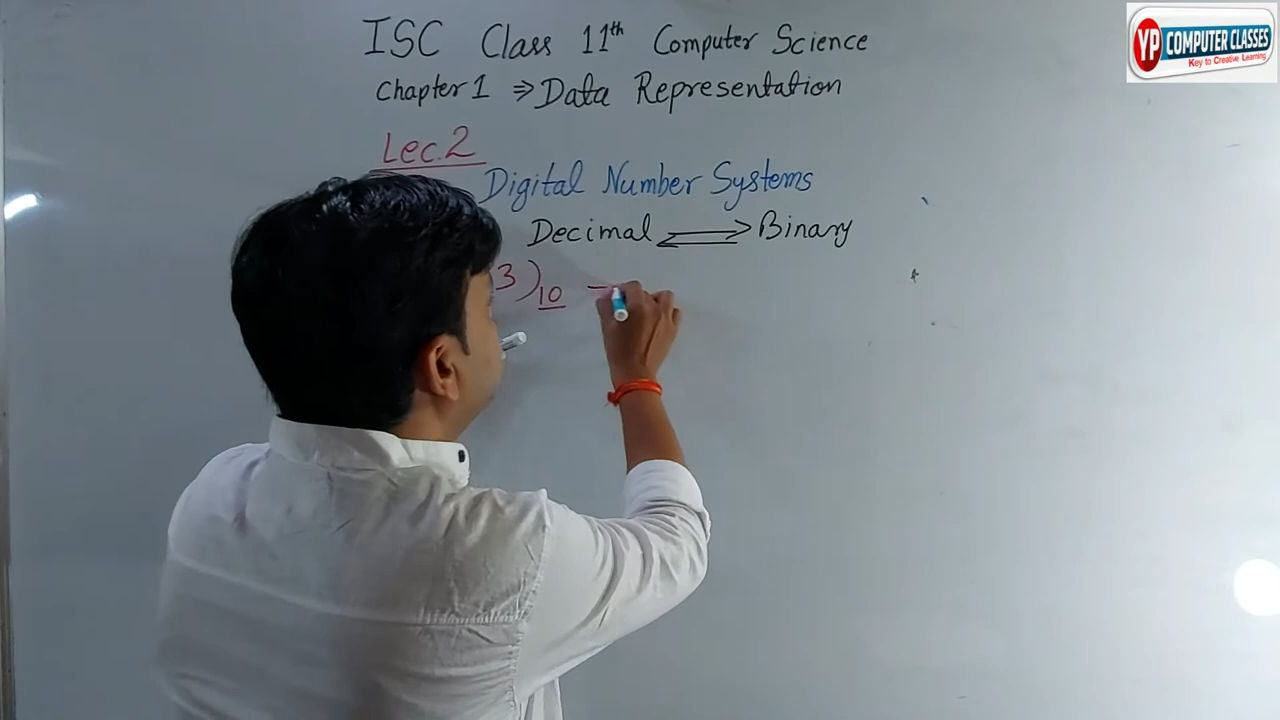 ISC Class 11th Computer Science
Chapter 1 ⇒ Data Representation
Lec.2
Digital Number Systems
Decimal ⇌ Binary
3)10 –
YP COMPUTER CLASSES
Key to Creative Learning